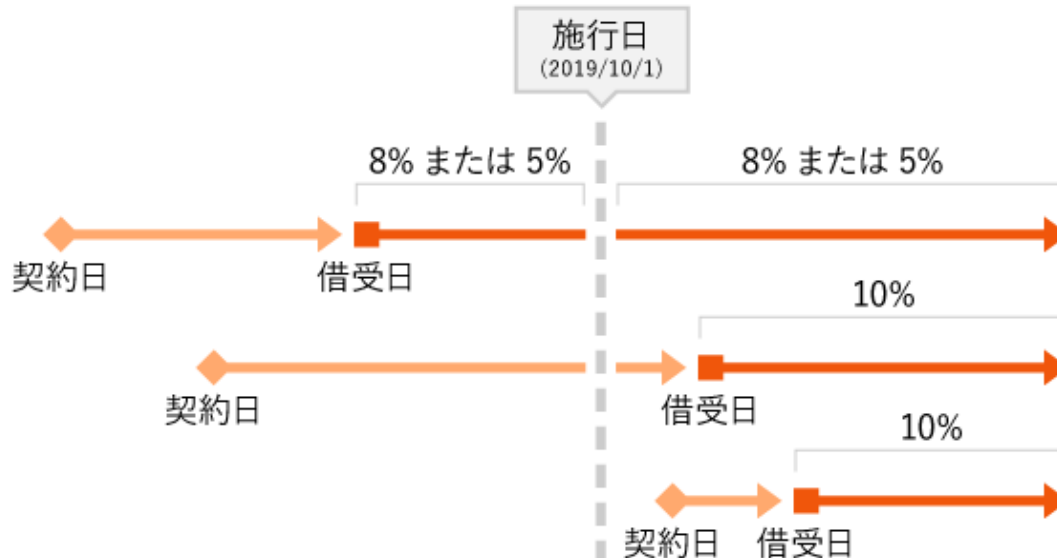 施行日
(2019/10/1)
8% または 5%
8% または 5%
契約日
借受日
10%
契約日
借受日
10%
契約日
借受日